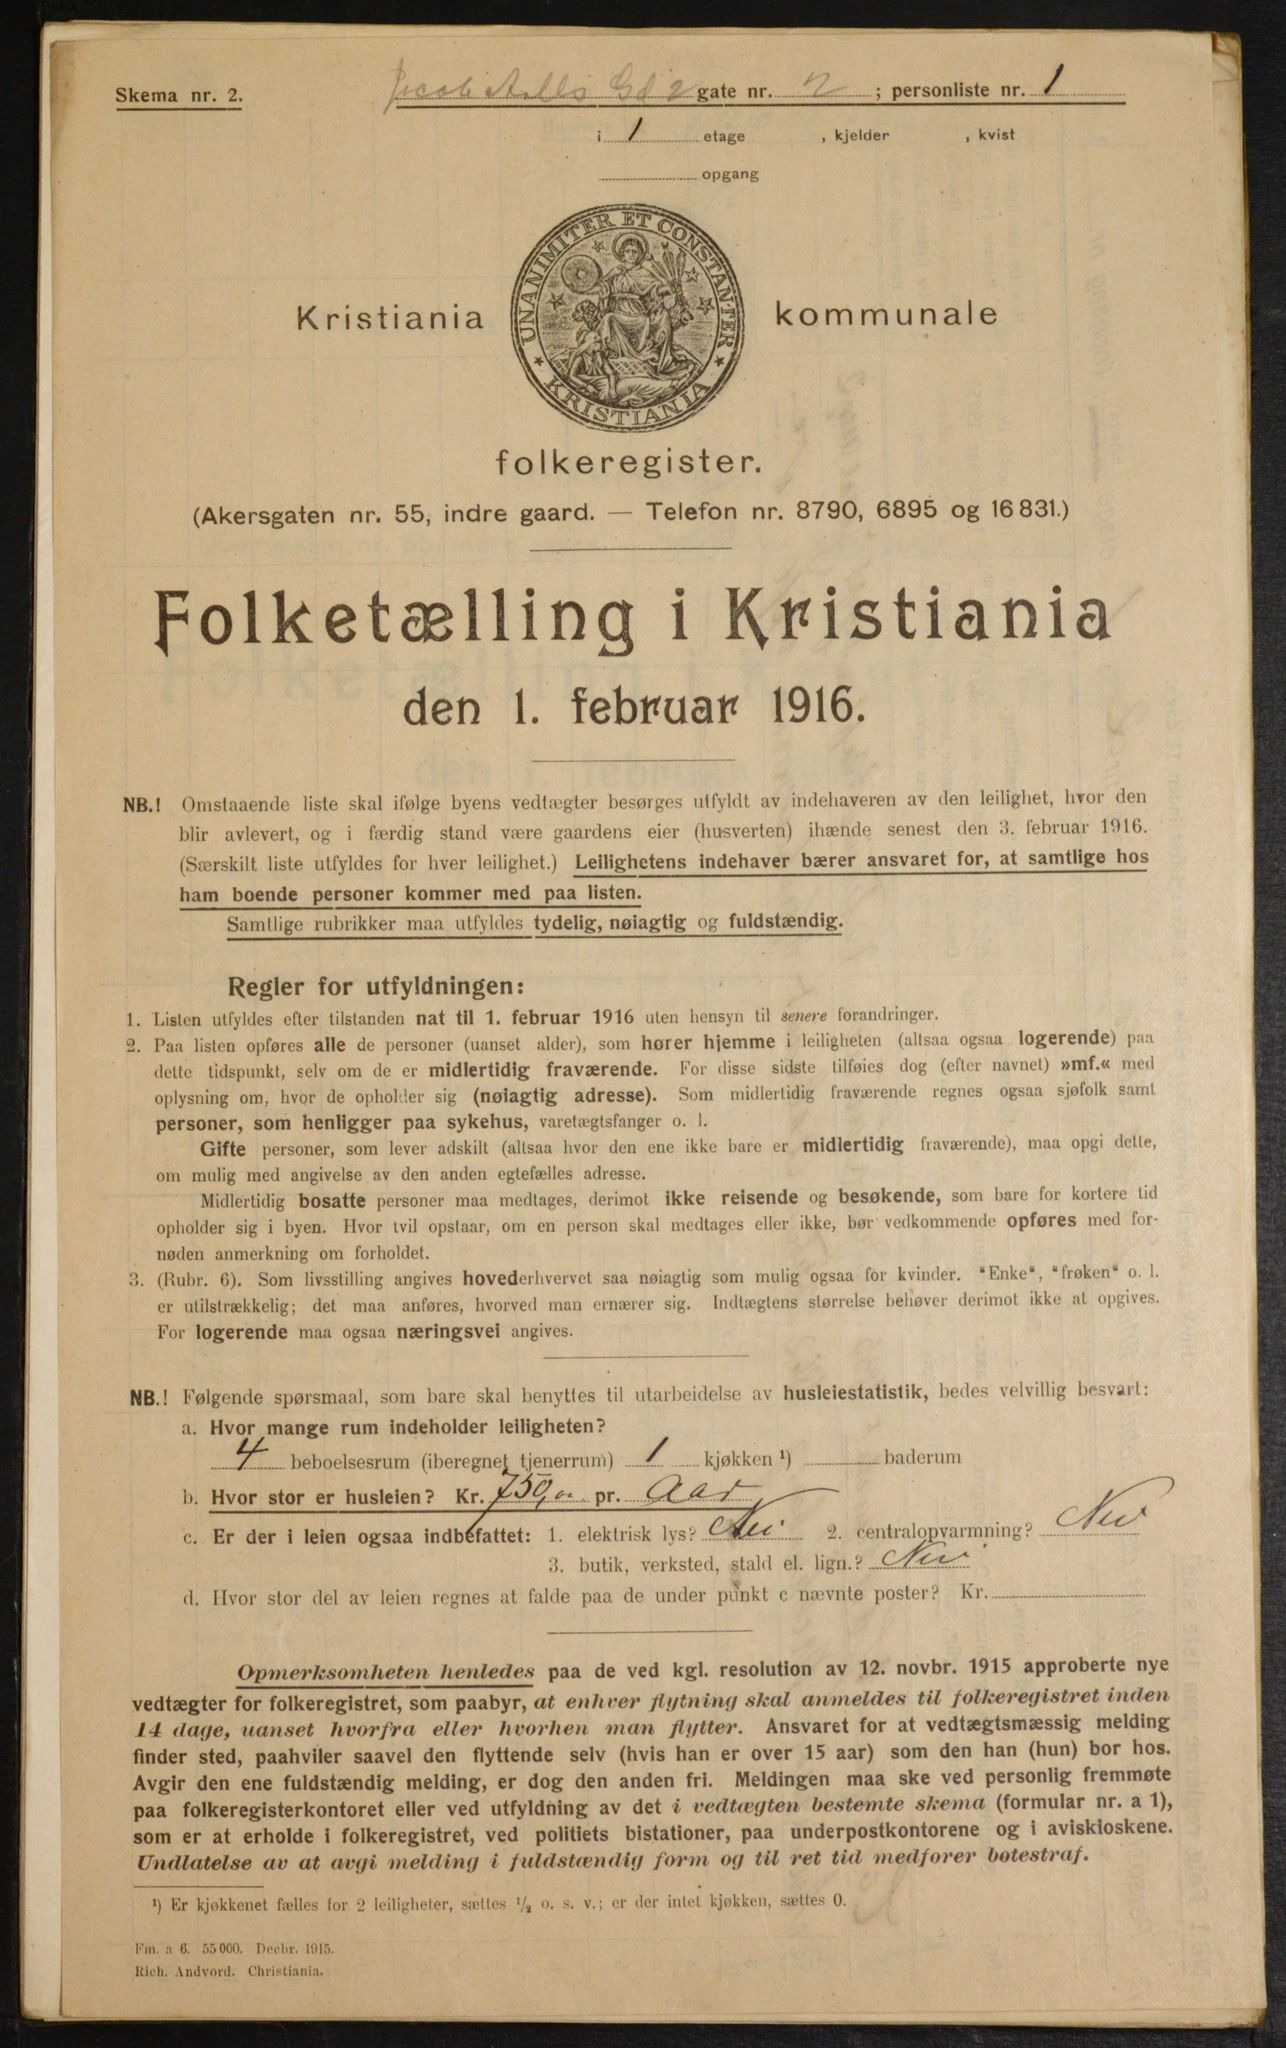 Skema nr. 2.
Jacob Aalls Gd 2 gate nr. 2 ; personliste nr. 1
i 1 etage , kjelder , kvist
opgang
UNANIMITER ET CONSTANTER
KRISTIANIA
Kristiania kommunale
folkeregister.
(Akersgaten nr. 55, indre gaard. — Telefon nr. 8790, 6895 og 16 831.)
Folketælling i Kristiania
den 1. februar 1916.
NB.! Omstaaende liste skal ifølge byens vedtægter besørges utfyldt av indehaveren av den leilighet, hvor den
blir avlevert, og i færdig stand være gaardens eier (husverten) ihænde senest den 3. februar 1916.
(Særskilt liste utfyldes for hver leilighet.) Leilighetens indehaver bærer ansvaret for, at samtlige hos
ham boende personer kommer med paa listen.
Samtlige rubrikker maa utfyldes tydelig, nøiagtig og fuldstændig.
Regler for utfyldningen:
1. Listen utfyldes efter tilstanden nat til 1. februar 1916 uten hensyn til senere forandringer.
2. Paa listen opføres alle de personer (uanset alder), som hører hjemme i leiligheten (altsaa ogsaa logerende) paa
dette tidspunkt, selv om de er midlertidig fraværende. For disse sidste tilføies dog (efter navnet) »mf.« med
oplysning om, hvor de opholder sig (nøiagtig adresse). Som midlertidig fraværende regnes ogsaa sjøfolk samt
personer, som henligger paa sykehus, varetægtsfanger o. l.
Gifte personer, som lever adskilt (altsaa hvor den ene ikke bare er midlertidig fraværende), maa opgi dette,
om mulig med angivelse av den anden egtefælles adresse.
Midlertidig bosatte personer maa medtages, derimot ikke reisende og besøkende, som bare for kortere tid
opholder sig i byen. Hvor tvil opstaar, om en person skal medtages eller ikke, bør vedkommende opføres med for-
nøden anmerkning om forholdet.
3. (Rubr. 6). Som livsstilling angives hovederhvervet saa nøiagtig som mulig ogsaa for kvinder. "Enke", "frøken" o. l.
er utilstrækkelig; det maa anføres, hvorved man ernærer sig. Indtægtens størrelse behøver derimot ikke at opgives.
For logerende maa ogsaa næringsvei angives.
NB.! Følgende spørsmaal, som bare skal benyttes til utarbeidelse av husleiestatistik, bedes velvillig besvart:
a. Hvor mange rum indeholder leiligheten?
4 beboelsesrum (iberegnet tjenerrum) 1 kjøkken ¹) baderum
b. Hvor stor er husleien? Kr. 750,00 pr. Aar
c. Er der i leien ogsaa indbefattet: 1. elektrisk lys? Nei 2. centralopvarmning? Nei
3. butik, verksted, stald el. lign.? Nei
d. Hvor stor del av leien regnes at falde paa de under punkt c nævnte poster? Kr.
Opmerksomheten henledes paa de ved kgl. resolution av 12. novbr. 1915 approberte nye
vedtægter for folkeregistret, som paabyr, at enhver flytning skal anmeldes til folkeregistret inden
14 dage, uanset hvorfra eller hvorhen man flytter. Ansvaret for at vedtægtsmæssig melding
finder sted, paahviler saavel den flyttende selv (hvis han er over 15 aar) som den han (hun) bor hos.
Avgir den ene fuldstændig melding, er dog den anden fri. Meldingen maa ske ved personlig fremmøte
paa folkeregisterkontoret eller ved utfyldning av det i vedtægten bestemte skema (formular nr. a 1),
som er at erholde i folkeregistret, ved politiets bistationer, paa underpostkontorene og i aviskioskene.
Undlatelse av at avgi melding i fuldstændig form og til ret tid medfører bøtestraf.
¹) Er kjøkkenet fælles for 2 leiligheter, sættes ½ o. s. v.; er der intet kjøkken, sættes 0.
Fm. a 6. 55 000. Decbr. 1915.
Rich. Andvord. Christiania.